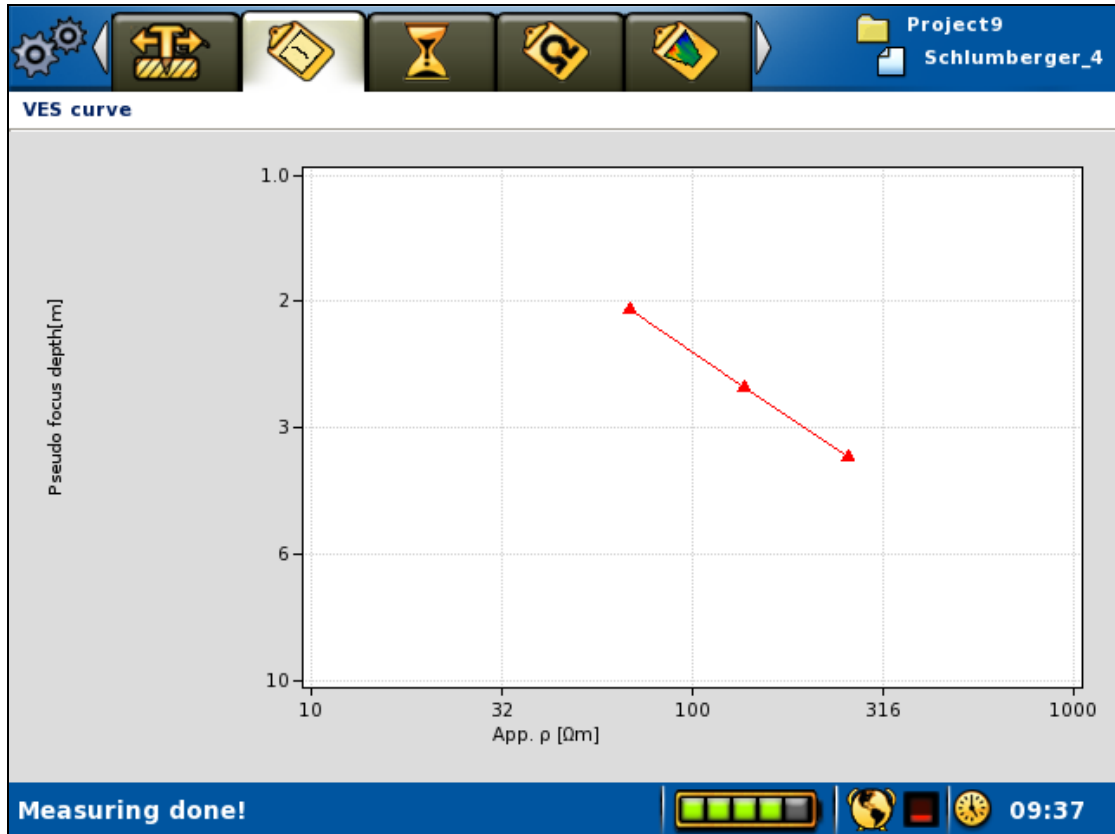 Project9
Schlumberger_4
VES curve
1.0
2
3
6
10
Pseudo focus depth[m]
10 32 100 316 1000
App. ρ [Ωm]
Measuring done!
09:37